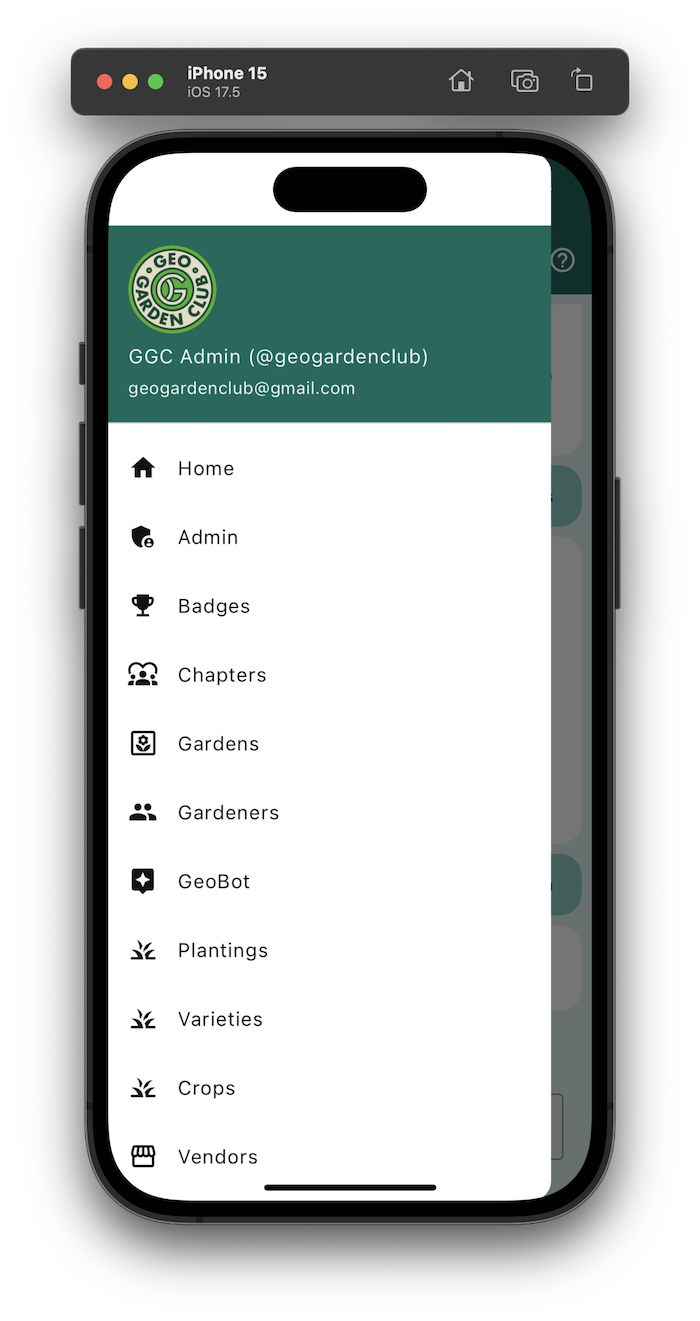 iPhone 15
iOS 17.5
GEO
GARDEN CLUB
G
GGC Admin (@geogardenclub)
geogardenclub@gmail.com
Home
Admin
Badges
Chapters
Gardens
Gardeners
GeoBot
Plantings
Varieties
Crops
Vendors